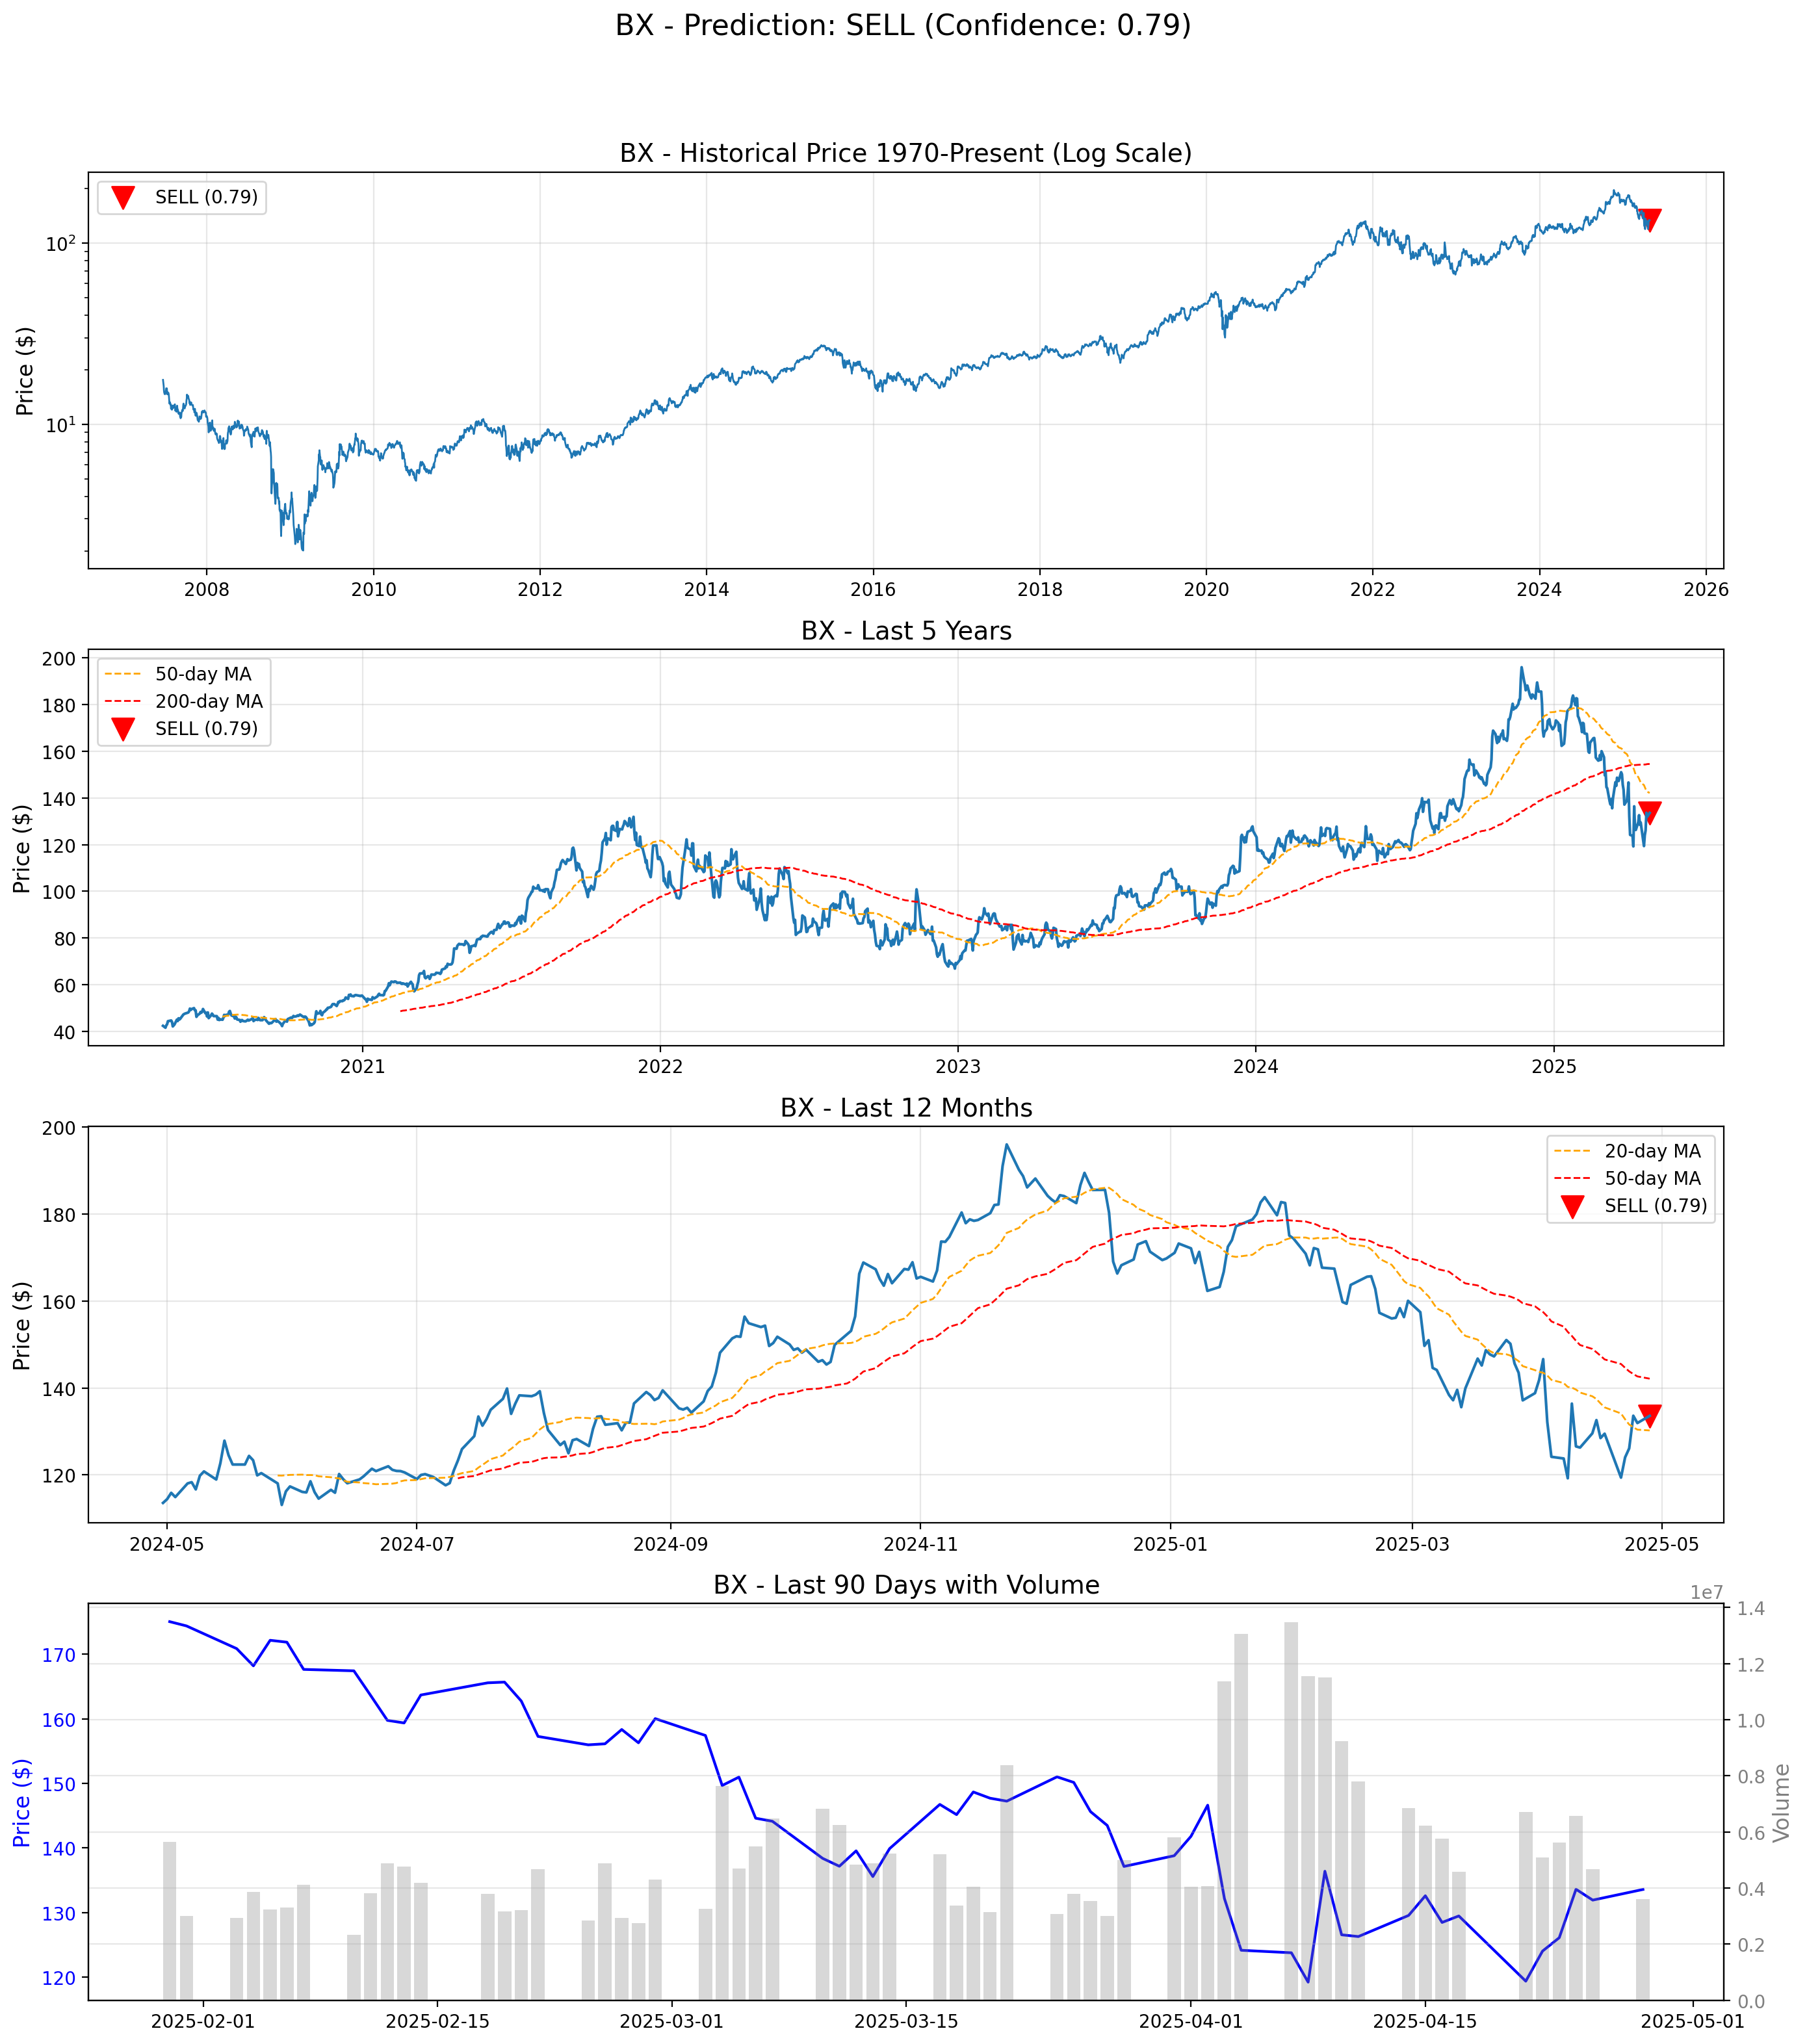 BX - Prediction: SELL (Confidence: 0.79)
BX - Historical Price 1970-Present (Log Scale)
SELL (0.79)
Price ($)
10²
10¹
2008 2010 2012 2014 2016 2018 2020 2022 2024 2026
BX - Last 5 Years
50-day MA
200-day MA
SELL (0.79)
Price ($)
200
180
160
140
120
100
80
60
40
2021 2022 2023 2024 2025
BX - Last 12 Months
20-day MA
50-day MA
SELL (0.79)
Price ($)
200
180
160
140
120
2024-05 2024-07 2024-09 2024-11 2025-01 2025-03 2025-05
BX - Last 90 Days with Volume
1e7
Price ($)
170
160
150
140
130
120
1.4
1.2
1.0
0.8
0.6
0.4
0.2
0.0
Volume
2025-02-01 2025-02-15 2025-03-01 2025-03-15 2025-04-01 2025-04-15 2025-05-01